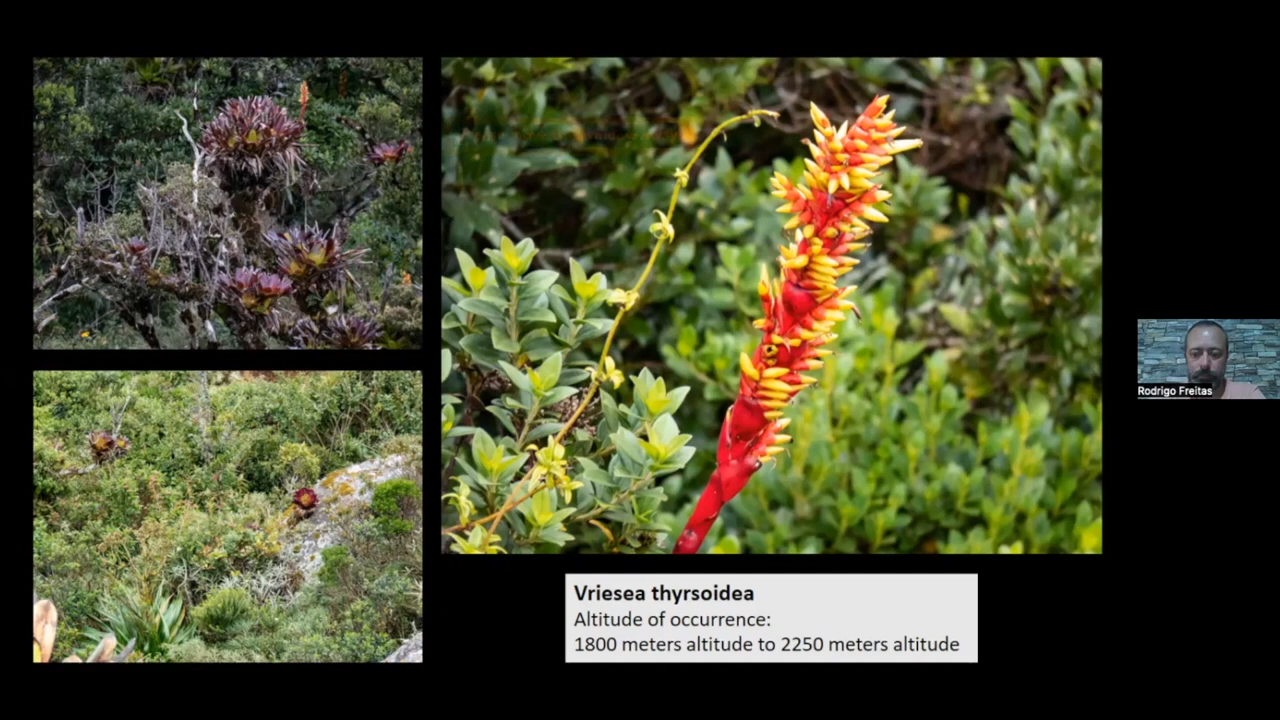 Vriesea thyrsoidea
Altitude of occurrence:
1800 meters altitude to 2250 meters altitude
Rodrigo Freitas